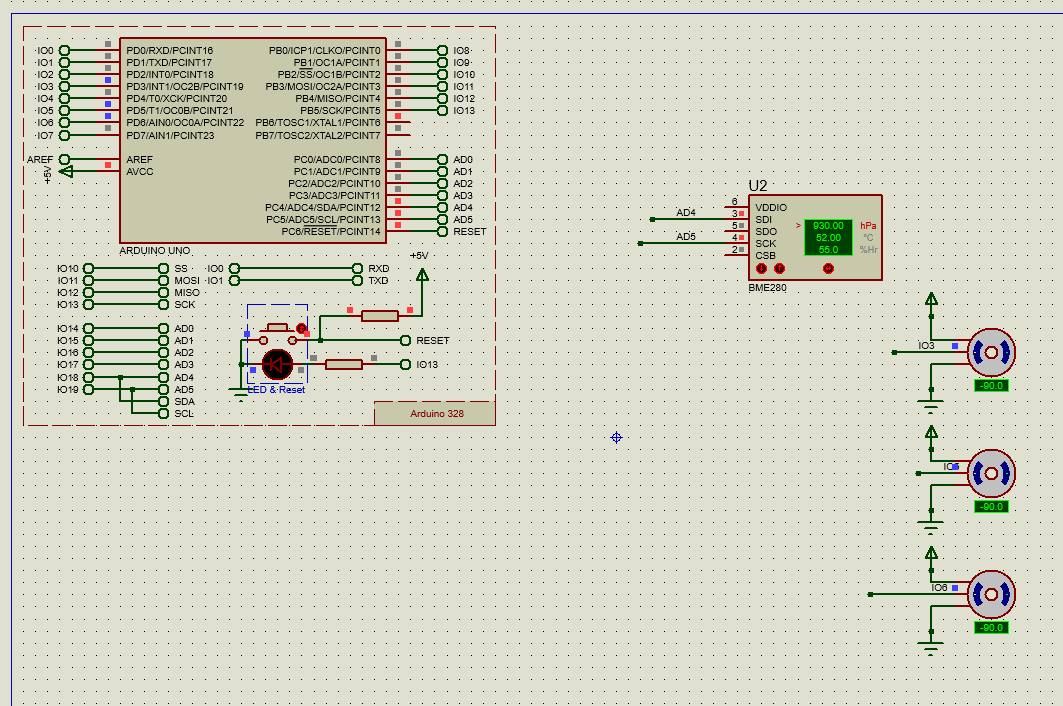 IO0 PD0/RXD/PCINT16 PB0/ICP1/CLKO/PCINT0 IO8
IO1 PD1/TXD/PCINT17 PB1/OC1A/PCINT1 IO9
IO2 PD2/INT0/PCINT18 PB2/SS/OC1B/PCINT2 IO10
IO3 PD3/INT1/OC2B/PCINT19 PB3/MOSI/OC2A/PCINT3 IO11
IO4 PD4/T0/XCK/PCINT20 PB4/MISO/PCINT4 IO12
IO5 PD5/T1/OC0B/PCINT21 PB5/SCK/PCINT5 IO13
IO6 PD6/AIN0/OC0A/PCINT22 PB6/TOSC1/XTAL1/PCINT6
IO7 PD7/AIN1/PCINT23 PB7/TOSC2/XTAL2/PCINT7
AREF AREF PC0/ADC0/PCINT8 AD0
+5V AVCC PC1/ADC1/PCINT9 AD1
PC2/ADC2/PCINT10 AD2
PC3/ADC3/PCINT11 AD3
PC4/ADC4/SDA/PCINT12 AD4
PC5/ADC5/SCL/PCINT13 AD5
PC6/RESET/PCINT14 RESET
ARDUINO UNO
+5V
IO10 SS IO0 RXD
IO11 MOSI IO1 TXD
IO12 MISO
IO13 SCK
IO14 AD0
IO15 AD1 RESET
IO16 AD2
IO17 AD3 IO13
IO18 AD4
IO19 AD5 LED & Reset
SDA
SCL
Arduino 328
U2
6 VDDIO
AD4 3 SDI
5 SDO
AD5 4 SCK
2 CSB
> 930.00 hPa
52.00 °C
55.0 %Hr
BME280
IO3
-90.0
-90.0
IO6
-90.0